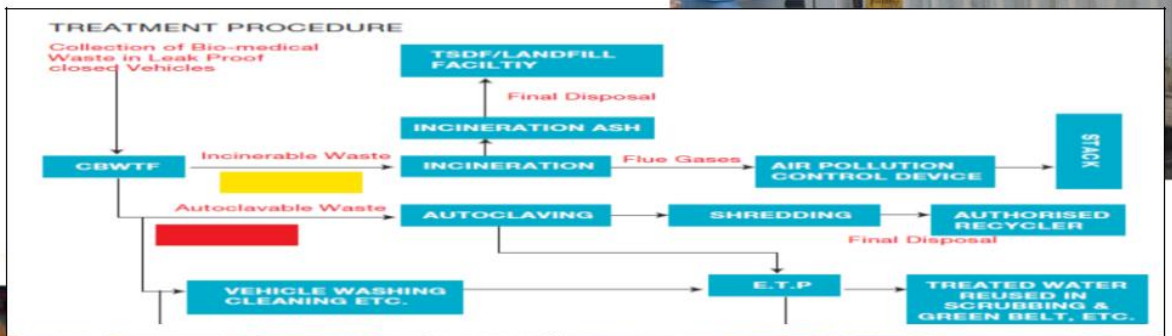 TREATMENT PROCEDURE
Collection of Bio-medical
Waste in Leak Proof
closed Vehicles
TSDF/LANDFILL
FACILTIY
Final Disposal
INCINERATION ASH
CBWTF
Incinerable Waste
INCINERATION
Flue Gases
AIR POLLUTION
CONTROL DEVICE
STACK
Autoclavable Waste
AUTOCLAVING
SHREDDING
AUTHORISED
RECYCLER
Final Disposal
VEHICLE WASHING
CLEANING ETC.
E.T.P
TREATED WATER
REUSED IN
SCRUBBING &
GREEN BELT, ETC.